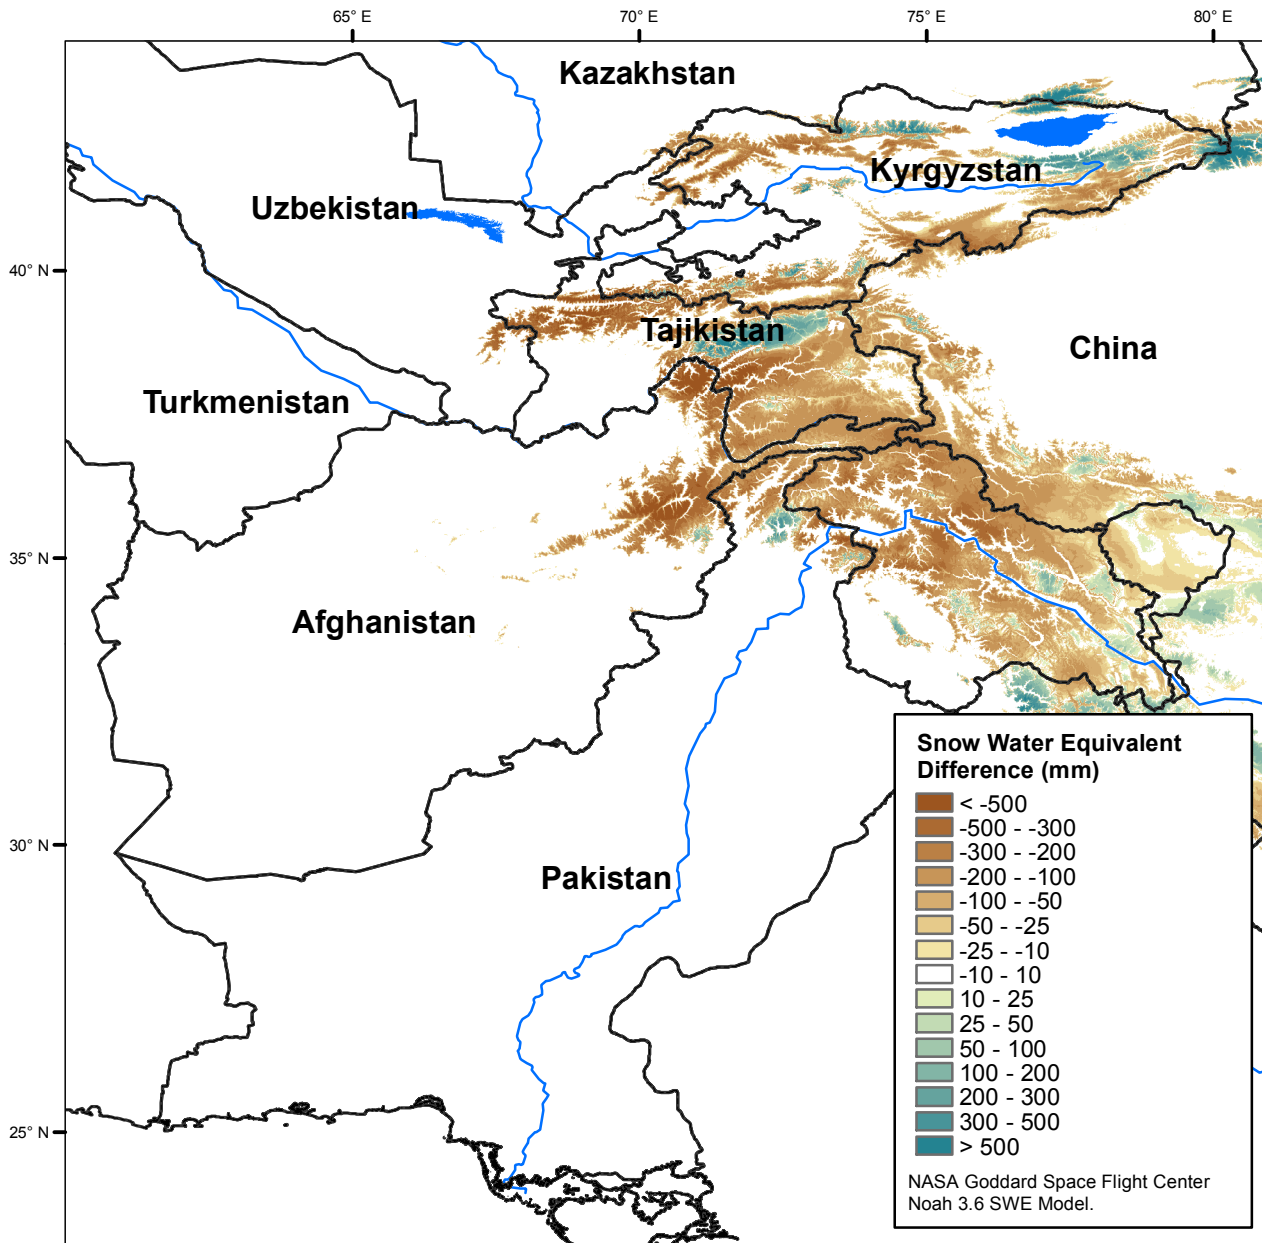 65° E
70° E
75° E
80° E
Kazakhstan
Kyrgyzstan
Uzbekistan
40° N
Tajikistan
China
Turkmenistan
35° N
Afghanistan
30° N
Pakistan
25° N
Snow Water Equivalent
Difference (mm)
< -500
-500 - -300
-300 - -200
-200 - -100
-100 - -50
-50 - -25
-25 - -10
-10 - 10
10 - 25
25 - 50
50 - 100
100 - 200
200 - 300
300 - 500
> 500
NASA Goddard Space Flight Center
Noah 3.6 SWE Model.